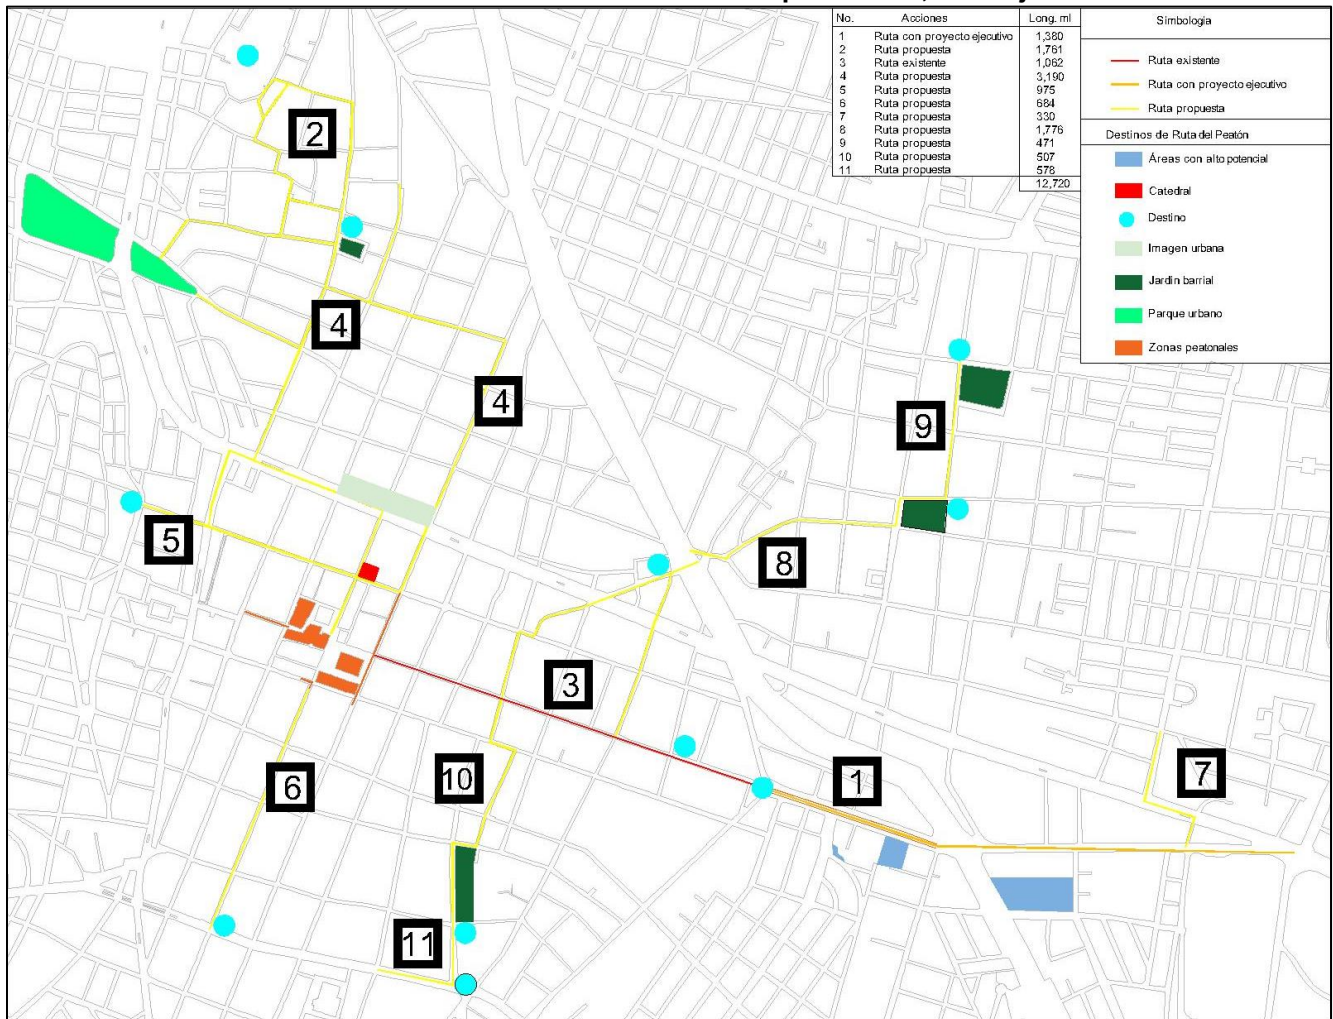 No. Acciones Long. ml
1 Ruta con proyecto ejecutivo 1,380
2 Ruta propuesta 1,761
3 Ruta existente 1,062
4 Ruta propuesta 3,190
5 Ruta propuesta 975
6 Ruta propuesta 684
7 Ruta propuesta 330
8 Ruta propuesta 1,776
9 Ruta propuesta 471
10 Ruta propuesta 507
11 Ruta propuesta 578
12,720
Simbología
Ruta existente
Ruta con proyecto ejecutivo
Ruta propuesta
Destinos de Ruta del Peatón
Áreas con alto potencial
Catedral
Destino
Imagen urbana
Jardín barrial
Parque urbano
Zonas peatonales
2
4
4
9
5
8
3
10
1
7
6
11